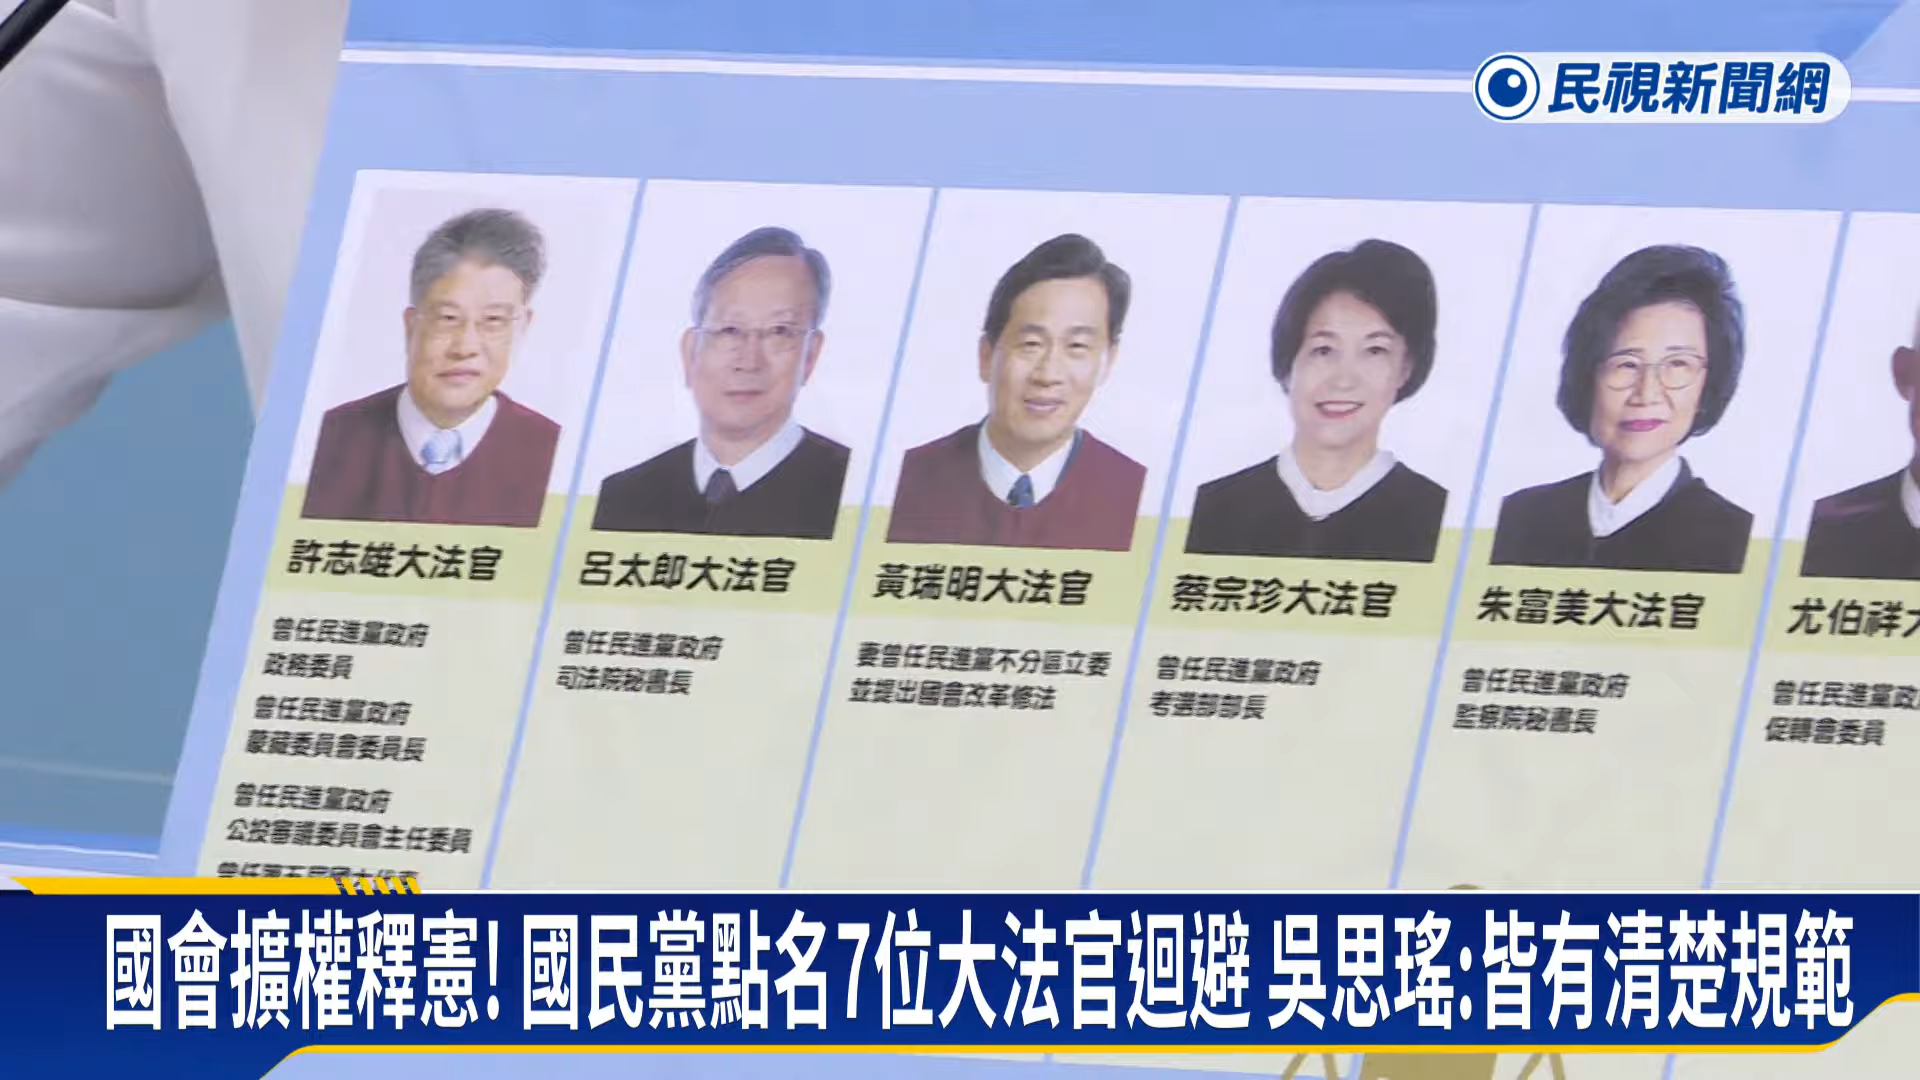 民視新聞網
許志雄大法官
曾任民進黨政府
政務委員
曾任民進黨政府
蒙藏委員會委員長
曾任民進黨政府
公投審議委員會主任委員
呂太郎大法官
曾任民進黨政府
司法院秘書長
黃瑞明大法官
妻曾任民進黨不分區立委
並提出國會改革修法
蔡宗珍大法官
曾任民進黨政府
考選部部長
朱富美大法官
曾任民進黨政府
監察院秘書長
尤伯祥大
曾任民進黨政
促轉會委員
國會擴權釋憲! 國民黨點名7位大法官迴避 吳思瑤:皆有清楚規範